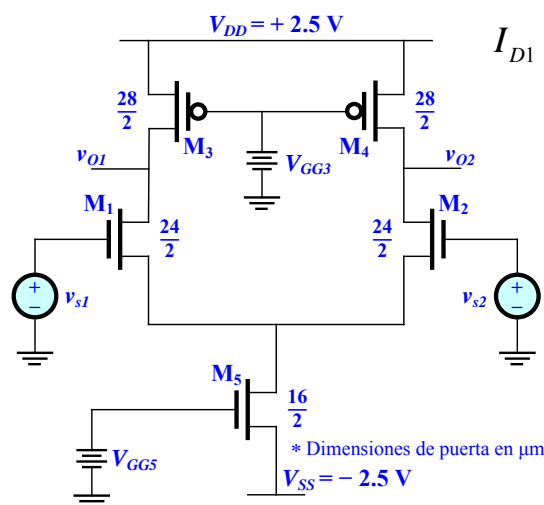 V_DD = + 2.5 V
I_D1
28/2
28/2
M3
M4
v_O1
v_O2
V_GG3
M1
M2
24/2
24/2
+
−
v_s1
v_s2
+
−
M5
16/2
* Dimensiones de puerta en μm
V_GG5
V_SS = − 2.5 V